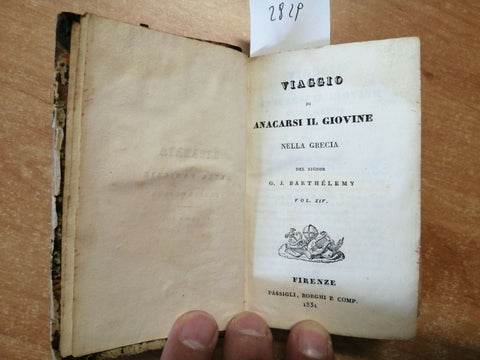 2829
VIAGGIO
DI
ANACARSI IL GIOVINE
NELLA GRECIA
DEL SIGNOR
G. J. BARTHÉLEMY
VOL. XIV.
FIRENZE
PASSIGLI, BORGHI E COMP.
1831